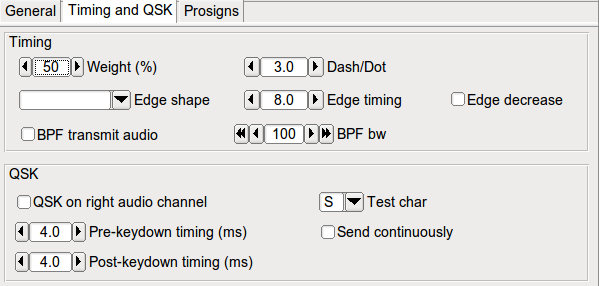 General Timing and QSK Prosigns
Timing
50 Weight (%) 3.0 Dash/Dot
Edge shape 8.0 Edge timing Edge decrease
BPF transmit audio 100 BPF bw
QSK
QSK on right audio channel S Test char
4.0 Pre-keydown timing (ms) Send continuously
4.0 Post-keydown timing (ms)